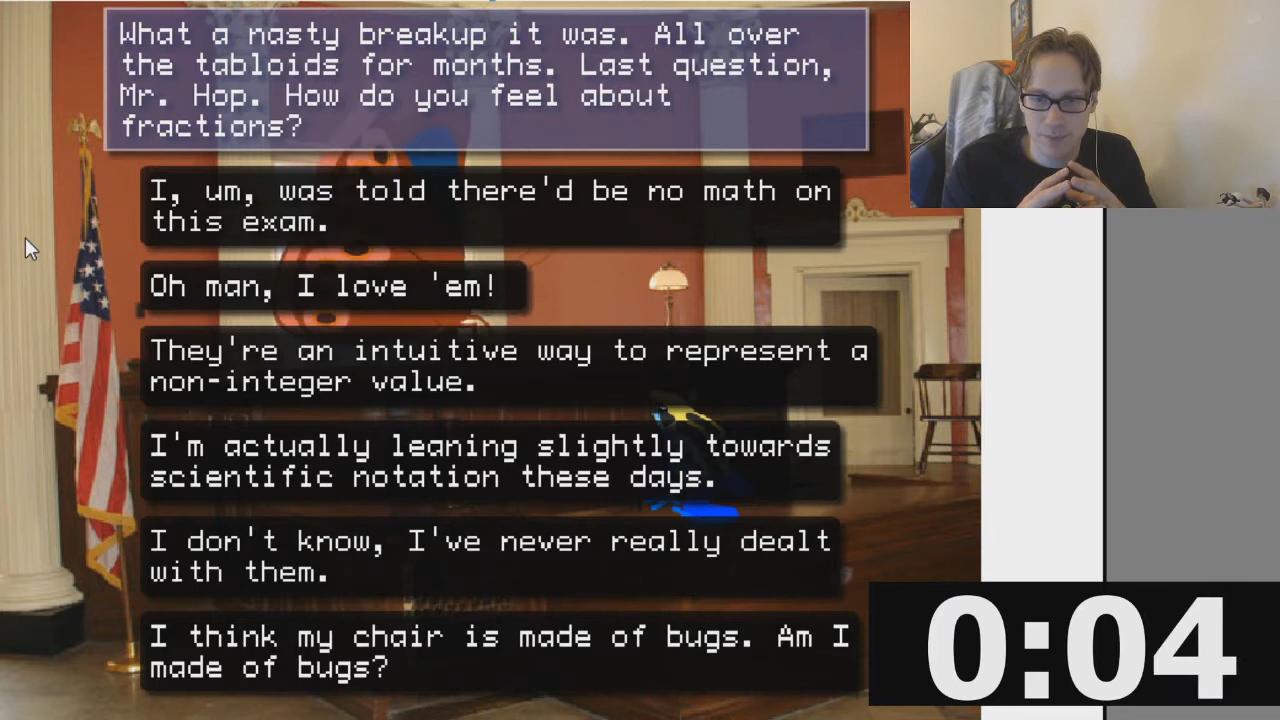 What a nasty breakup it was. All over
the tabloids for months. Last question,
Mr. Hop. How do you feel about
fractions?
I, um, was told there'd be no math on
this exam.
Oh man, I love 'em!
They're an intuitive way to represent a
non-integer value.
I'm actually leaning slightly towards
scientific notation these days.
I don't know, I've never really dealt
with them.
I think my chair is made of bugs. Am I
made of bugs?
0:04